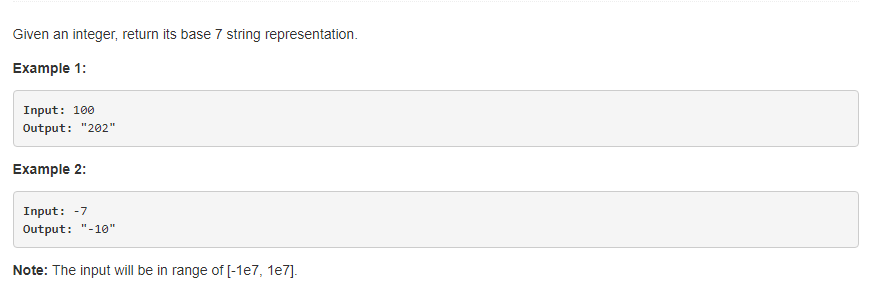 Given an integer, return its base 7 string representation.
Example 1:
Input: 100
Output: "202"
Example 2:
Input: -7
Output: "-10"
Note: The input will be in range of [-1e7, 1e7].